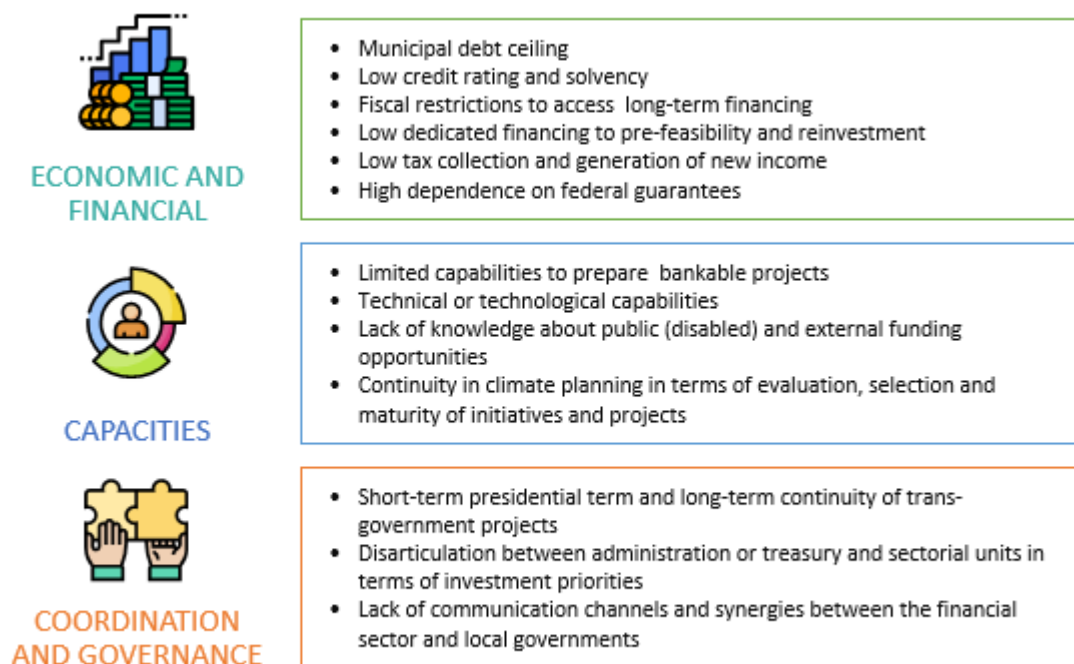 ECONOMIC AND
FINANCIAL
• Municipal debt ceiling
• Low credit rating and solvency
• Fiscal restrictions to access long-term financing
• Low dedicated financing to pre-feasibility and reinvestment
• Low tax collection and generation of new income
• High dependence on federal guarantees
CAPACITIES
• Limited capabilities to prepare bankable projects
• Technical or technological capabilities
• Lack of knowledge about public (disabled) and external funding
opportunities
• Continuity in climate planning in terms of evaluation, selection and
maturity of initiatives and projects
COORDINATION
AND GOVERNANCE
• Short-term presidential term and long-term continuity of trans-
government projects
• Disarticulation between administration or treasury and sectorial units in
terms of investment priorities
• Lack of communication channels and synergies between the financial
sector and local governments